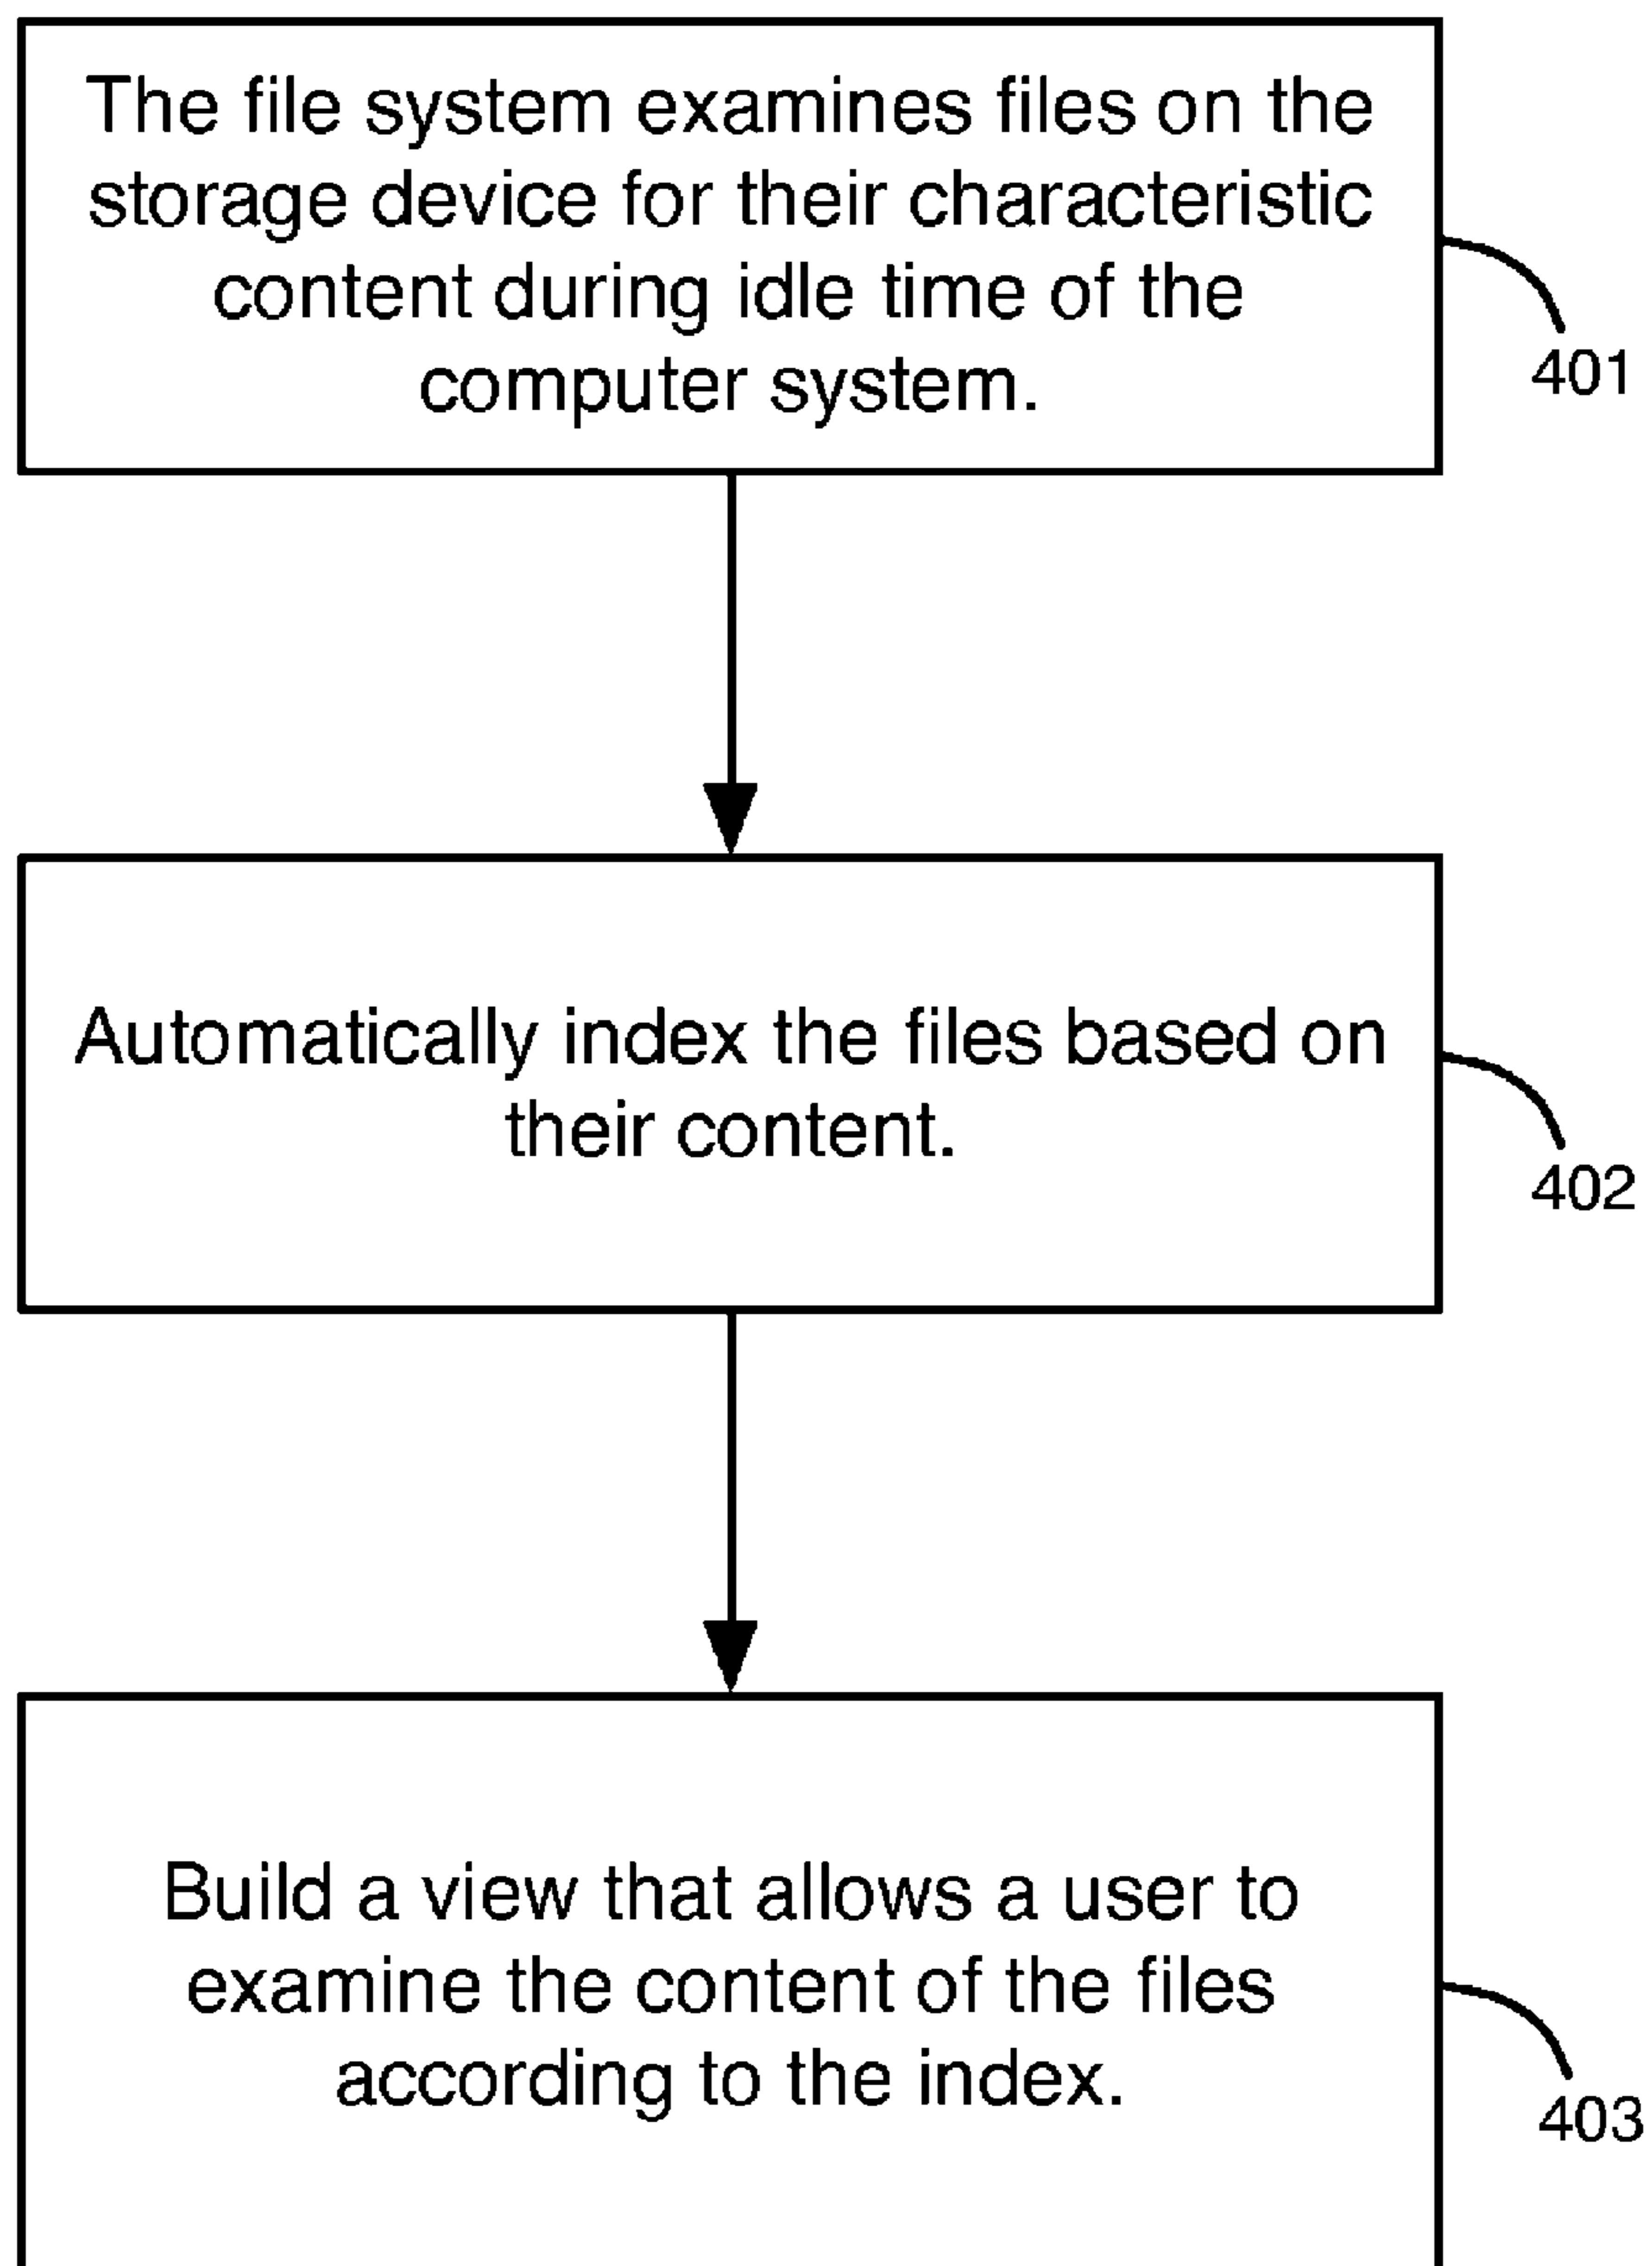 The file system examines files on the
storage device for their characteristic
content during idle time of the
computer system.
401
Automatically index the files based on
their content.
402
Build a view that allows a user to
examine the content of the files
according to the index.
403